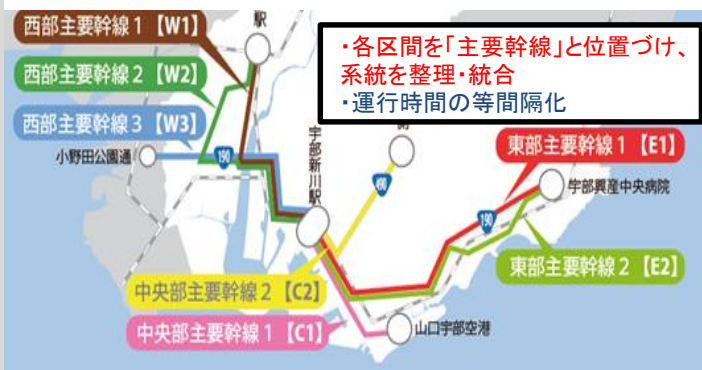 西部主要幹線1【W1】
駅
・各区間を「主要幹線」と位置づけ、
系統を整理・統合
・運行時間の等間隔化
西部主要幹線2【W2】
西部主要幹線3【W3】
小野田公園通
190
宇部新川駅
490
東部主要幹線1【E1】
宇部興産中央病院
190
東部主要幹線2【E2】
中央部主要幹線2【C2】
中央部主要幹線1【C1】
山口宇部空港